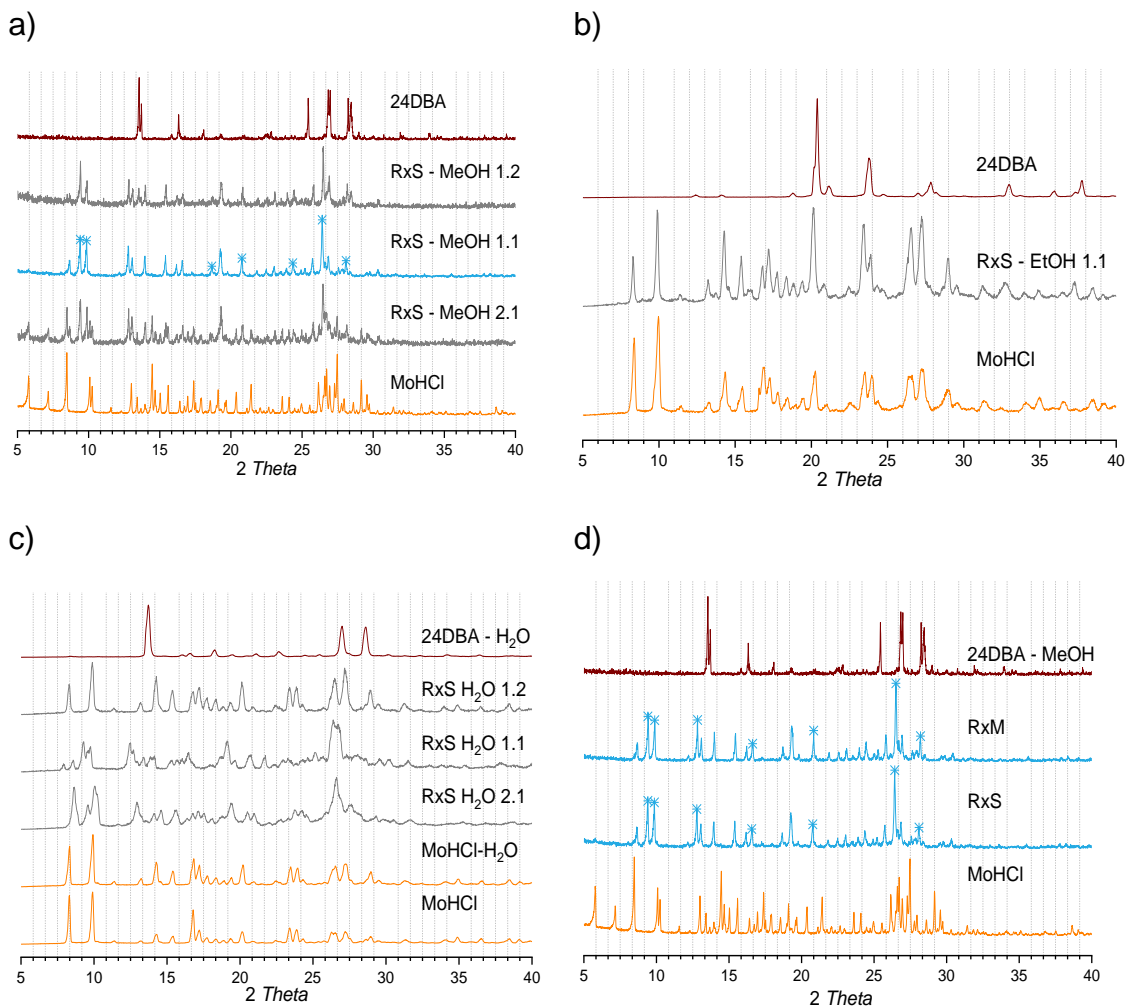 a)
24DBA
RxS - MeOH 1.2
RxS - MeOH 1.1
RxS - MeOH 2.1
MoHCl
5 10 15 20 25 30 35 40
2 Theta
b)
24DBA
RxS - EtOH 1.1
MoHCl
5 10 15 20 25 30 35 40
2 Theta
c)
24DBA - H₂O
RxS H₂O 1.2
RxS H₂O 1.1
RxS H₂O 2.1
MoHCl-H₂O
MoHCl
5 10 15 20 25 30 35 40
2 Theta
d)
24DBA - MeOH
RxM
RxS
MoHCl
5 10 15 20 25 30 35 40
2 Theta